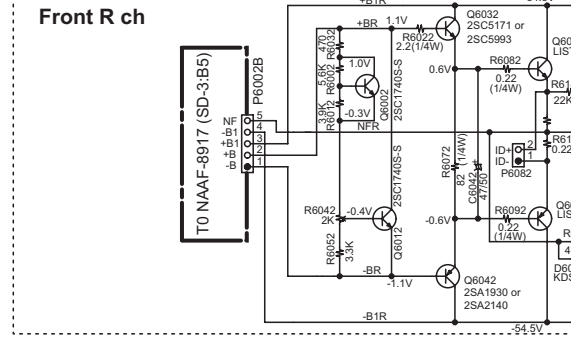 Front R ch
+B1R
Q6032
2SC5171 or
2SC5993
+BR
1.1V
R6022
2.2(1/4W)
470
R6032
5.6K
R6002
3.9K
R6012
1.0V
-0.3V
NFR
Q6002
2SC1740S-S
0.6V
R6082
0.22
(1/4W)
P6002B
T0 NAAF-8917 (SD-3:B5)
NF 5
-B1 4
+B1 3
+B 2
-B 1
22K
ID+ 2
ID- 1
P6082
0.22
R6072
82 (1/4W)
C6042
47/50
+
2SC1740S-S
Q6012
R6042
2K
-0.4V
R6052
3.3K
-0.6V
R6092
0.22
(1/4W)
-BR
-1.1V
Q6042
2SA1930 or
2SA2140
-B1R
-54.5V